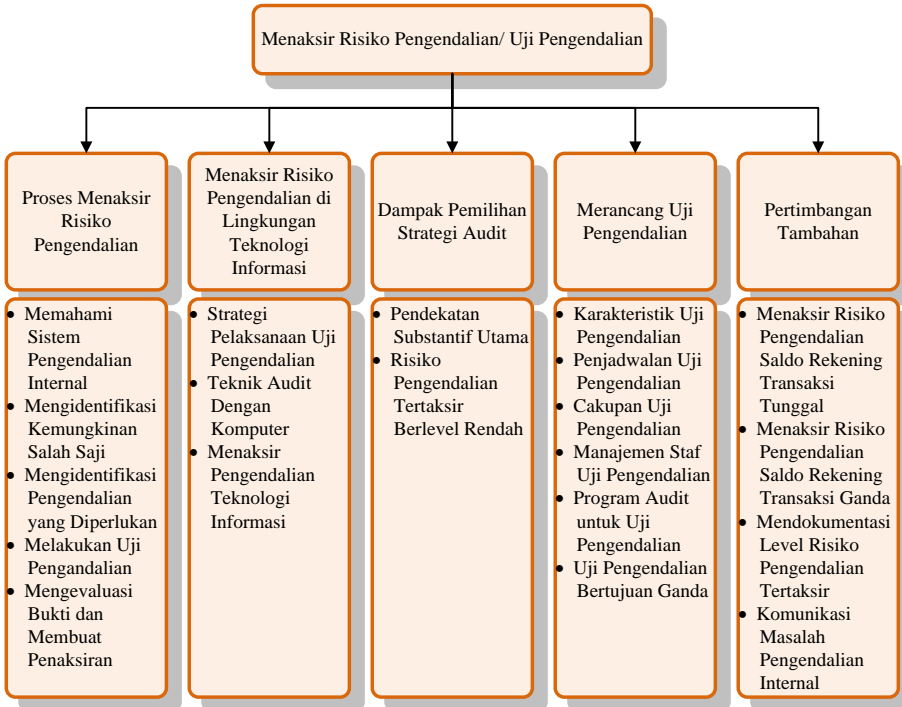 Menaksir Risiko Pengendalian/ Uji Pengendalian
Proses Menaksir
Risiko
Pengendalian
Menaksir Risiko
Pengendalian di
Lingkungan
Teknologi
Informasi
Dampak Pemilihan
Strategi Audit
Merancang Uji
Pengendalian
Pertimbangan
Tambahan
• Memahami
Sistem
Pengendalian
Internal
• Mengidentifikasi
Kemungkinan
Salah Saji
• Mengidentifikasi
Pengendalian
yang Diperlukan
• Melakukan Uji
Pengandalian
• Mengevaluasi
Bukti dan
Membuat
Penaksiran
• Strategi
Pelaksanaan Uji
Pengendalian
• Teknik Audit
Dengan
Komputer
• Menaksir
Pengendalian
Teknologi
Informasi
• Pendekatan
Substantif Utama
• Risiko
Pengendalian
Tertaksir
Berlevel Rendah
• Karakteristik Uji
Pengendalian
• Penjadwalan Uji
Pengendalian
• Cakupan Uji
Pengendalian
• Manajemen Staf
Uji Pengendalian
• Program Audit
untuk Uji
Pengendalian
• Uji Pengendalian
Bertujuan Ganda
• Menaksir Risiko
Pengendalian
Saldo Rekening
Transaksi
Tunggal
• Menaksir Risiko
Pengendalian
Saldo Rekening
Transaksi Ganda
• Mendokumentasi
Level Risiko
Pengendalian
Tertaksir
• Komunikasi
Masalah
Pengendalian
Internal